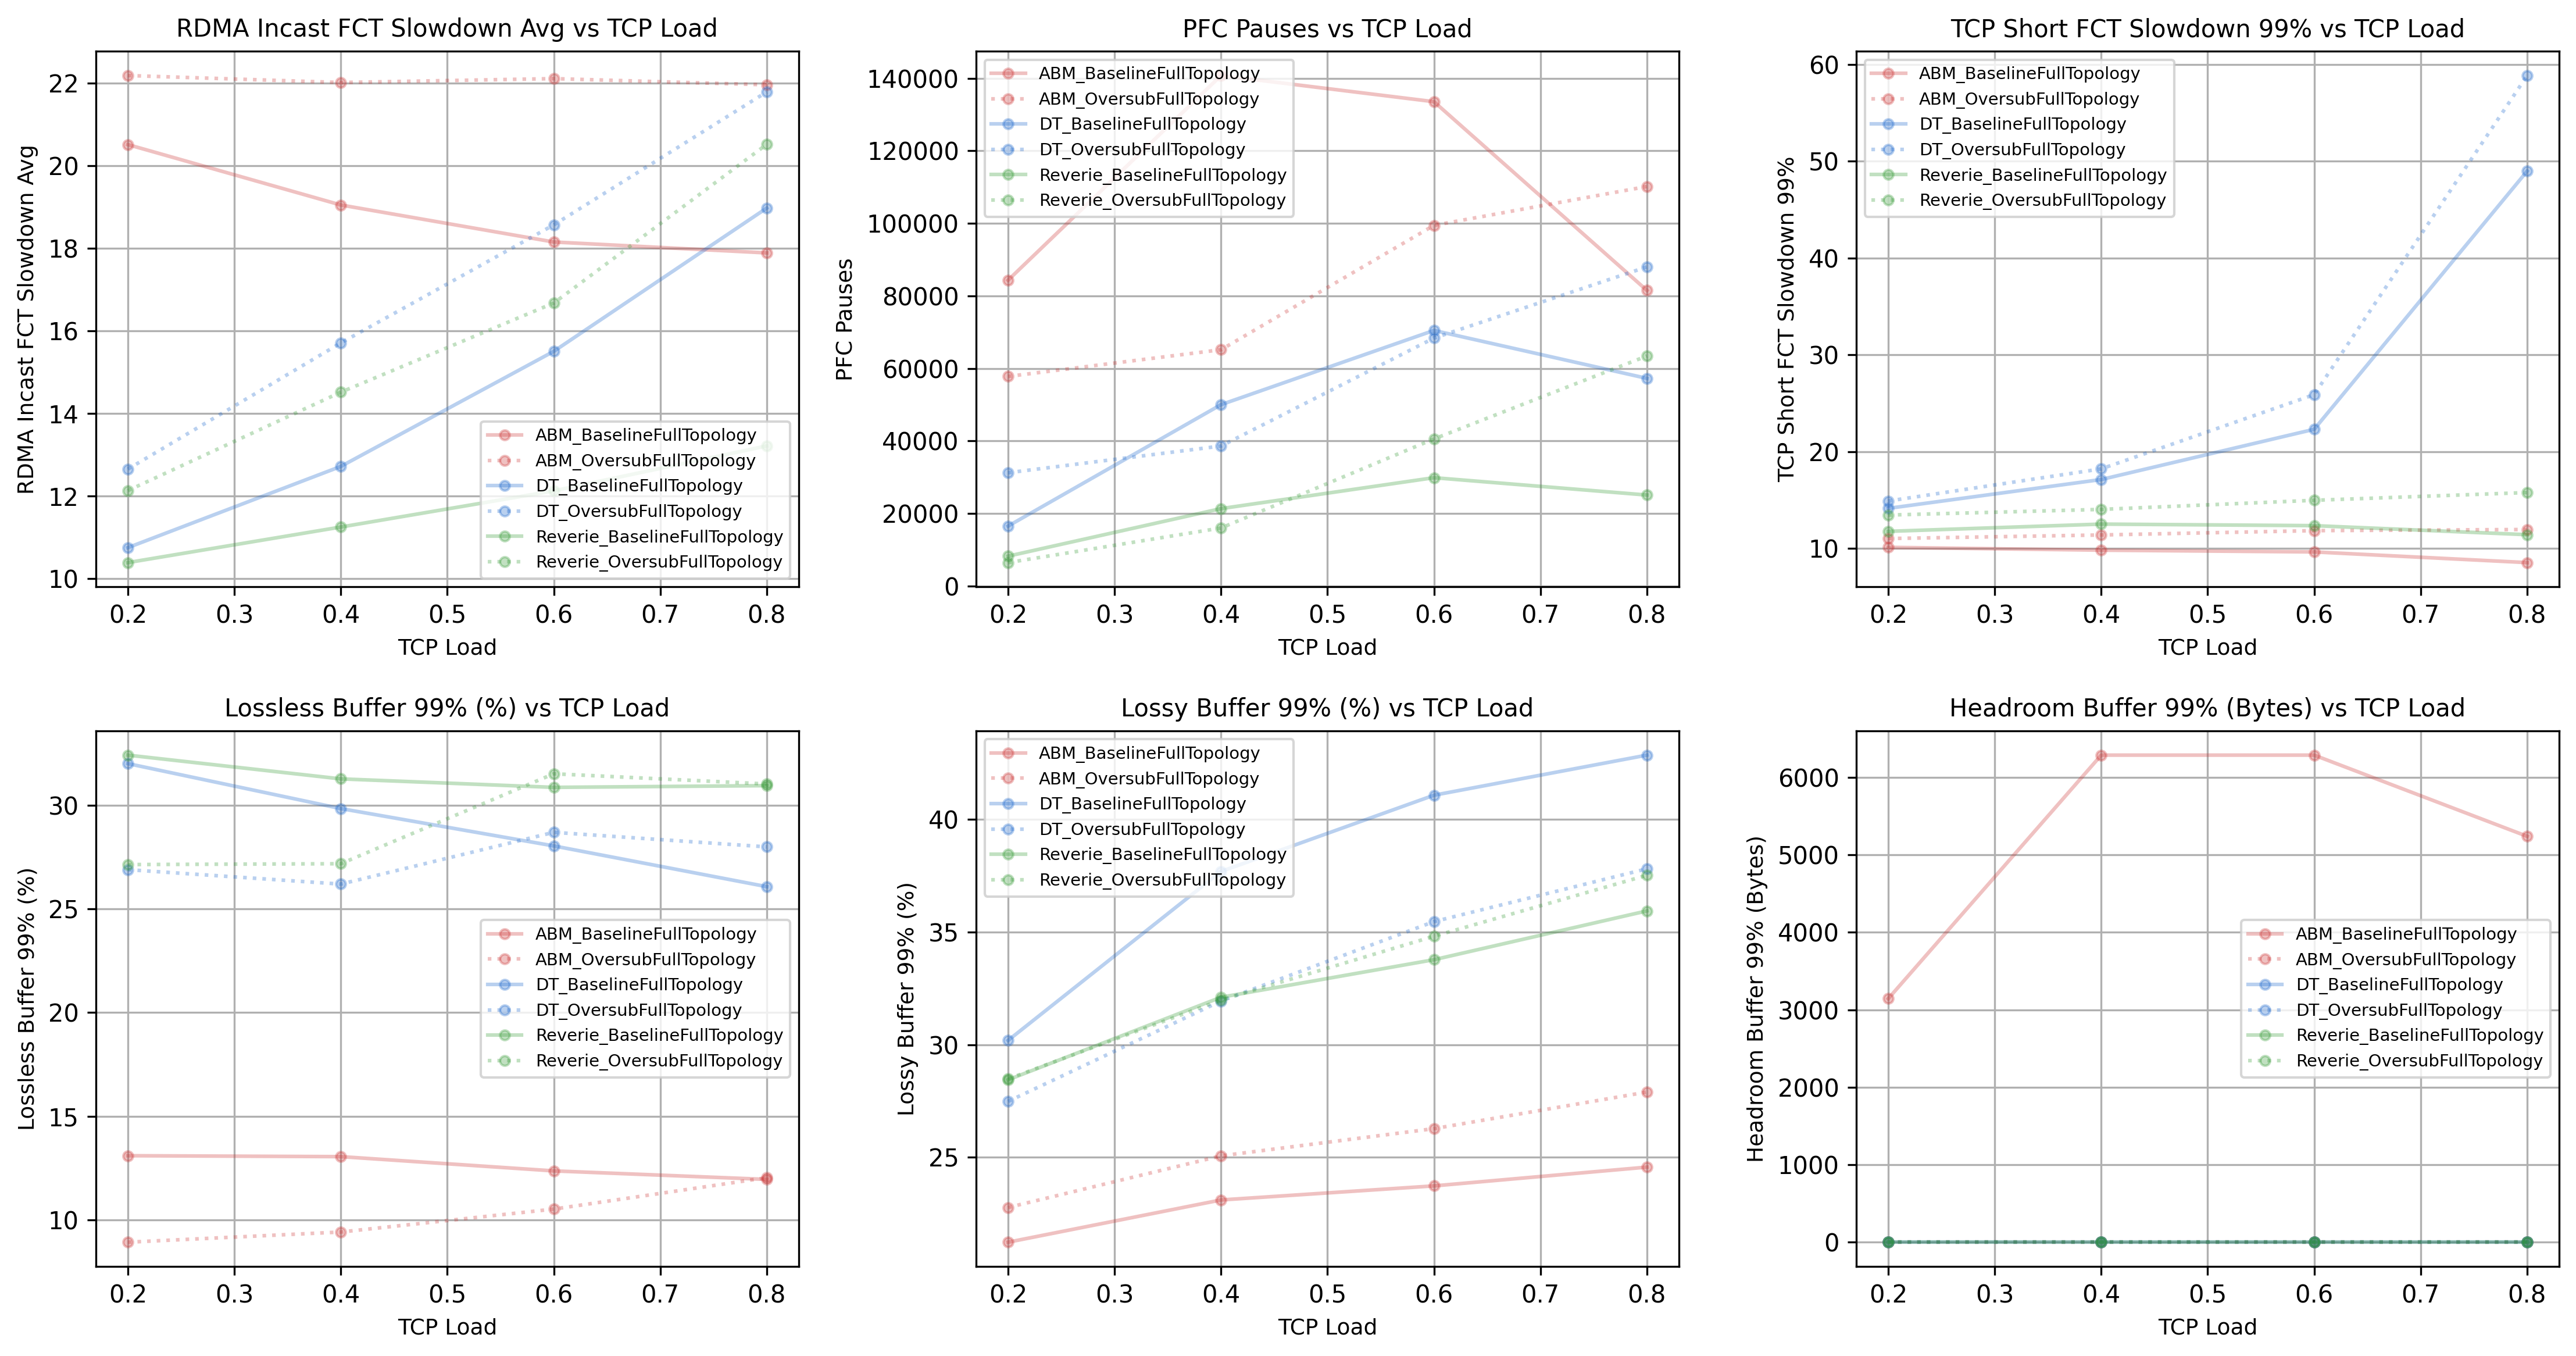 RDMA Incast FCT Slowdown Avg vs TCP Load
RDMA Incast FCT Slowdown Avg
22
20
18
16
14
12
10
ABM_BaselineFullTopology
ABM_OversubFullTopology
DT_BaselineFullTopology
DT_OversubFullTopology
Reverie_BaselineFullTopology
Reverie_OversubFullTopology
0.2 0.3 0.4 0.5 0.6 0.7 0.8
TCP Load
PFC Pauses vs TCP Load
PFC Pauses
140000
120000
100000
80000
60000
40000
20000
0
ABM_BaselineFullTopology
ABM_OversubFullTopology
DT_BaselineFullTopology
DT_OversubFullTopology
Reverie_BaselineFullTopology
Reverie_OversubFullTopology
0.2 0.3 0.4 0.5 0.6 0.7 0.8
TCP Load
TCP Short FCT Slowdown 99% vs TCP Load
TCP Short FCT Slowdown 99%
60
50
40
30
20
10
ABM_BaselineFullTopology
ABM_OversubFullTopology
DT_BaselineFullTopology
DT_OversubFullTopology
Reverie_BaselineFullTopology
Reverie_OversubFullTopology
0.2 0.3 0.4 0.5 0.6 0.7 0.8
TCP Load
Lossless Buffer 99% (%) vs TCP Load
Lossless Buffer 99% (%)
30
25
20
15
10
ABM_BaselineFullTopology
ABM_OversubFullTopology
DT_BaselineFullTopology
DT_OversubFullTopology
Reverie_BaselineFullTopology
Reverie_OversubFullTopology
0.2 0.3 0.4 0.5 0.6 0.7 0.8
TCP Load
Lossy Buffer 99% (%) vs TCP Load
Lossy Buffer 99% (%)
40
35
30
25
ABM_BaselineFullTopology
ABM_OversubFullTopology
DT_BaselineFullTopology
DT_OversubFullTopology
Reverie_BaselineFullTopology
Reverie_OversubFullTopology
0.2 0.3 0.4 0.5 0.6 0.7 0.8
TCP Load
Headroom Buffer 99% (Bytes) vs TCP Load
Headroom Buffer 99% (Bytes)
6000
5000
4000
3000
2000
1000
0
ABM_BaselineFullTopology
ABM_OversubFullTopology
DT_BaselineFullTopology
DT_OversubFullTopology
Reverie_BaselineFullTopology
Reverie_OversubFullTopology
0.2 0.3 0.4 0.5 0.6 0.7 0.8
TCP Load